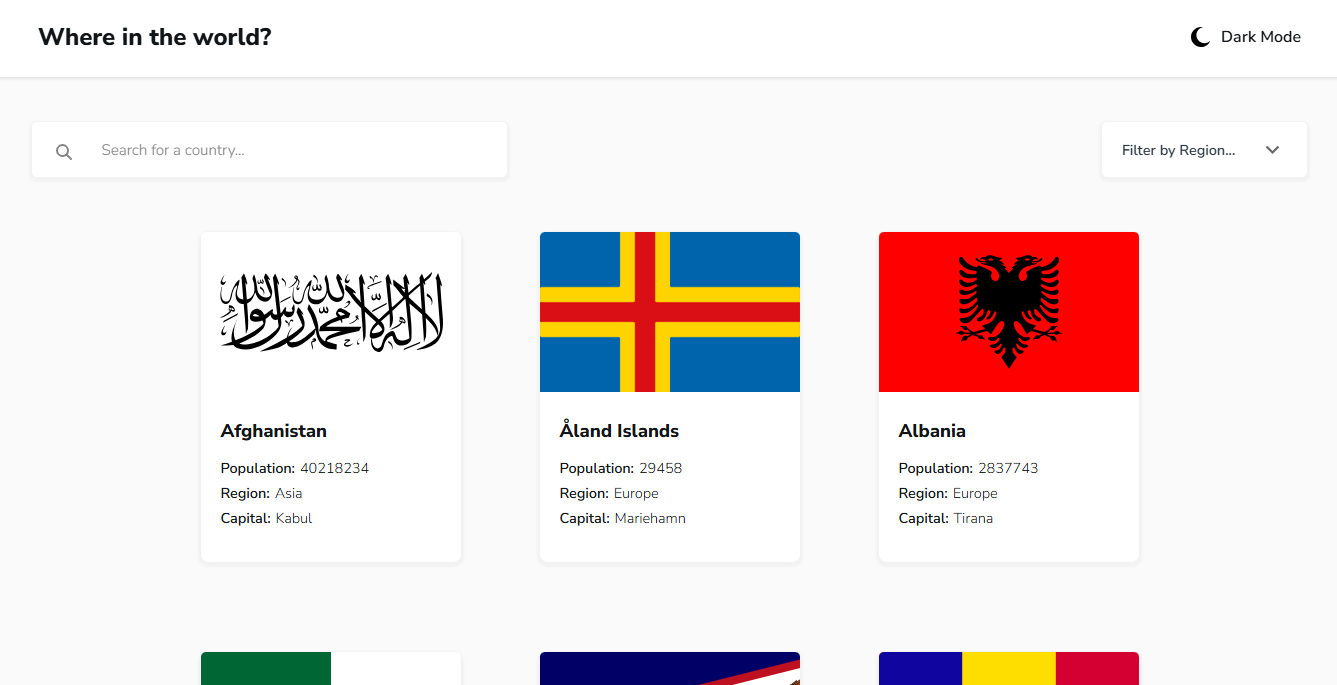 Where in the world?
Dark Mode
Search for a country...
Filter by Region...
لا إله إلا الله محمد رسول الله
Afghanistan
Population: 40218234
Region: Asia
Capital: Kabul
Åland Islands
Population: 29458
Region: Europe
Capital: Mariehamn
Albania
Population: 2837743
Region: Europe
Capital: Tirana